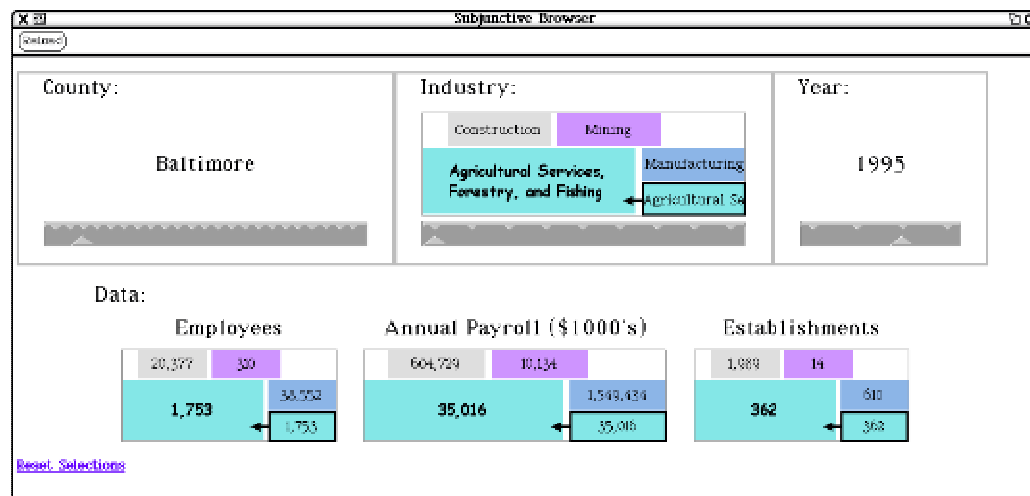 Subjunctive Browser
County:
Industry:
Year:
Construction
Mining
Baltimore
Agricultural Services,
Forestry, and Fishing
Manufacturing
Agricultural Se
1995
Data:
Employees
Annual Payroll ($1000's)
Establishments
20,377
320
604,729
10,134
1,989
14
1,753
38,552
1,753
35,016
1,549,434
35,016
362
610
362
Reset Selections